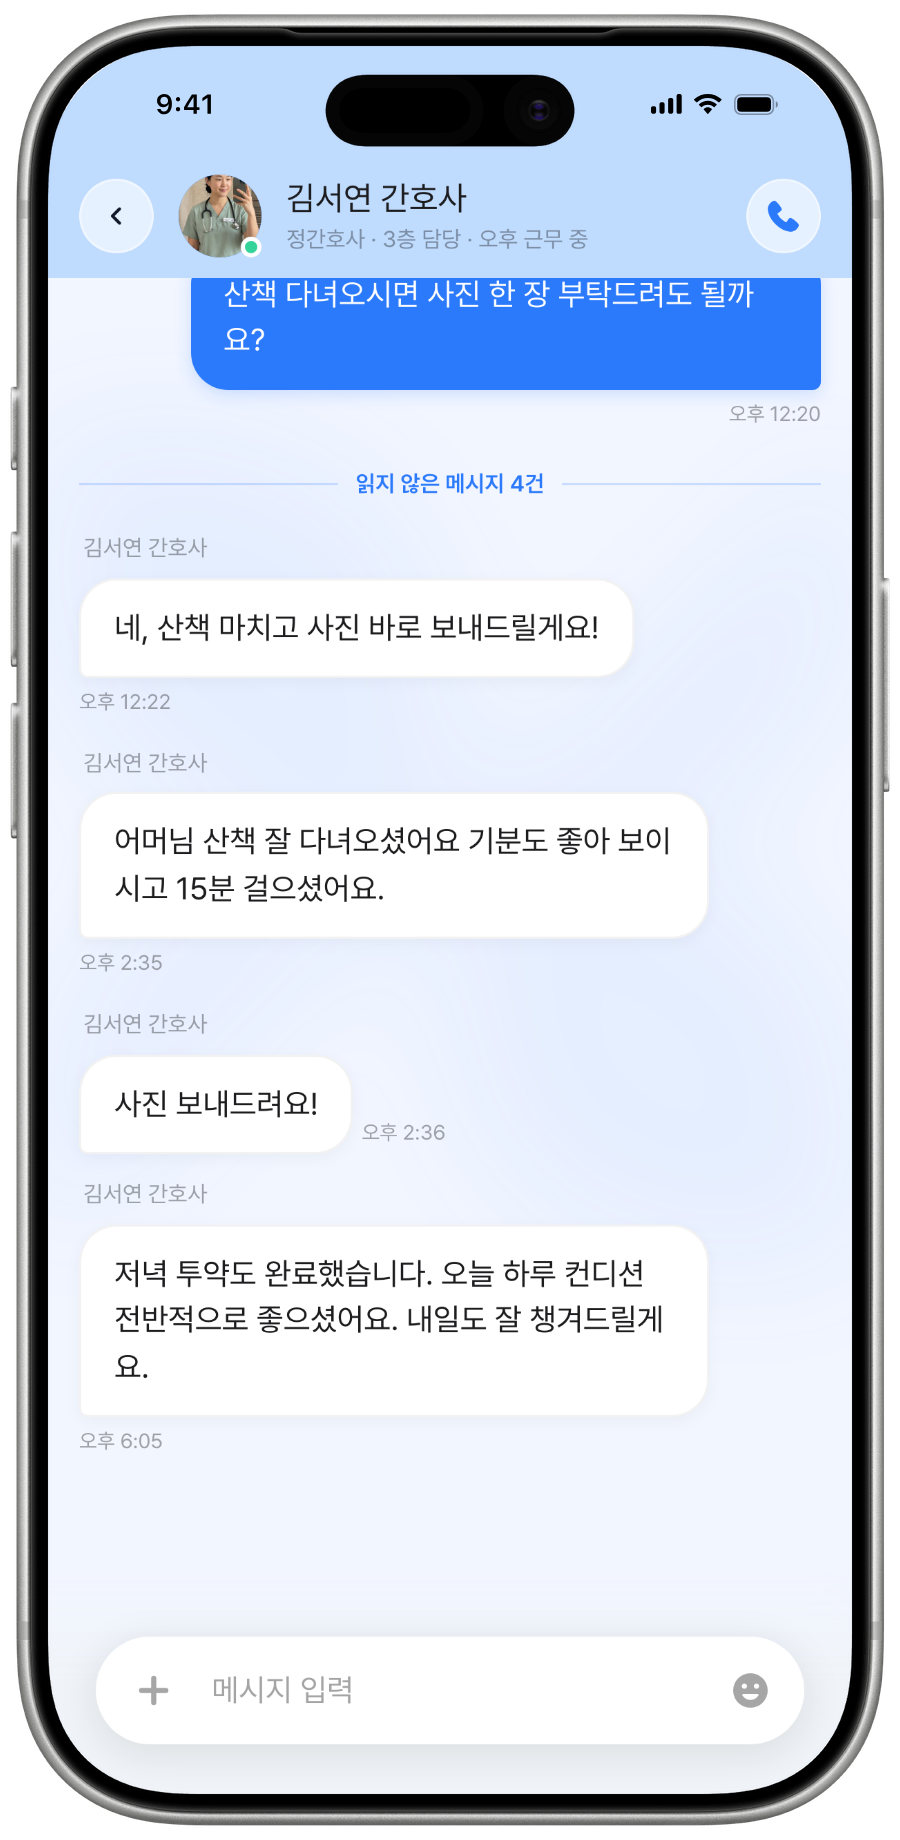 9:41
김서연 간호사
정간호사 · 3층 담당 · 오후 근무 중
산책 다녀오시면 사진 한 장 부탁드려도 될까
요?
오후 12:20
읽지 않은 메시지 4건
김서연 간호사
네, 산책 마치고 사진 바로 보내드릴게요!
오후 12:22
김서연 간호사
어머님 산책 잘 다녀오셨어요 기분도 좋아 보이
시고 15분 걸으셨어요.
오후 2:35
김서연 간호사
사진 보내드려요!
오후 2:36
김서연 간호사
저녁 투약도 완료했습니다. 오늘 하루 컨디션
전반적으로 좋으셨어요. 내일도 잘 챙겨드릴게
요.
오후 6:05
메시지 입력